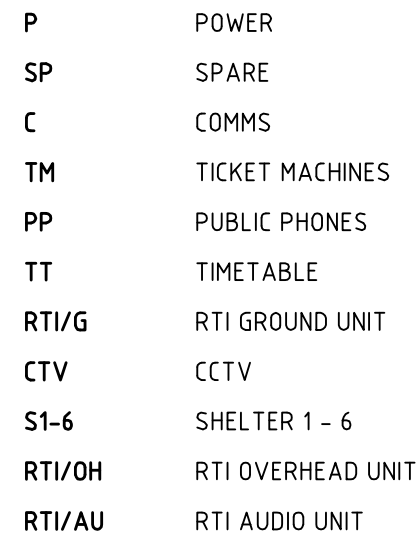 P POWER
SP SPARE
C COMMS
TM TICKET MACHINES
PP PUBLIC PHONES
TT TIMETABLE
RTI/G RTI GROUND UNIT
CTV CCTV
S1-6 SHELTER 1 - 6
RTI/OH RTI OVERHEAD UNIT
RTI/AU RTI AUDIO UNIT